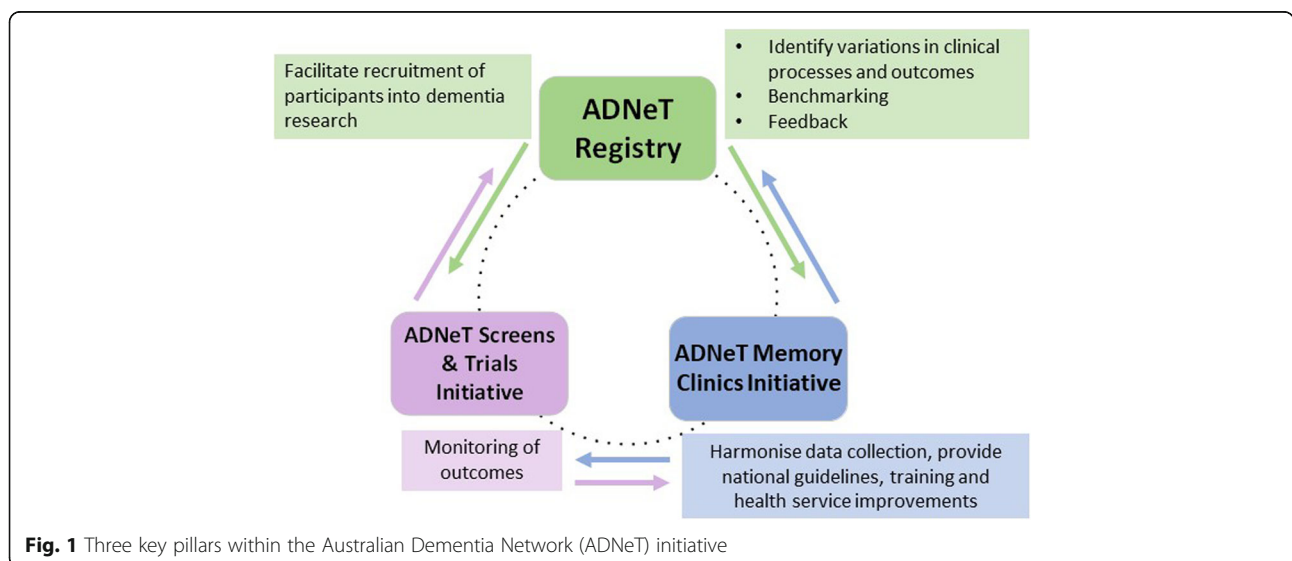 Facilitate recruitment of
participants into dementia
research
ADNeT
Registry
• Identify variations in clinical
processes and outcomes
• Benchmarking
• Feedback
ADNeT Screens
& Trials
Initiative
ADNeT Memory
Clinics Initiative
Monitoring of
outcomes
Harmonise data collection, provide
national guidelines, training and
health service improvements
Fig. 1 Three key pillars within the Australian Dementia Network (ADNeT) initiative